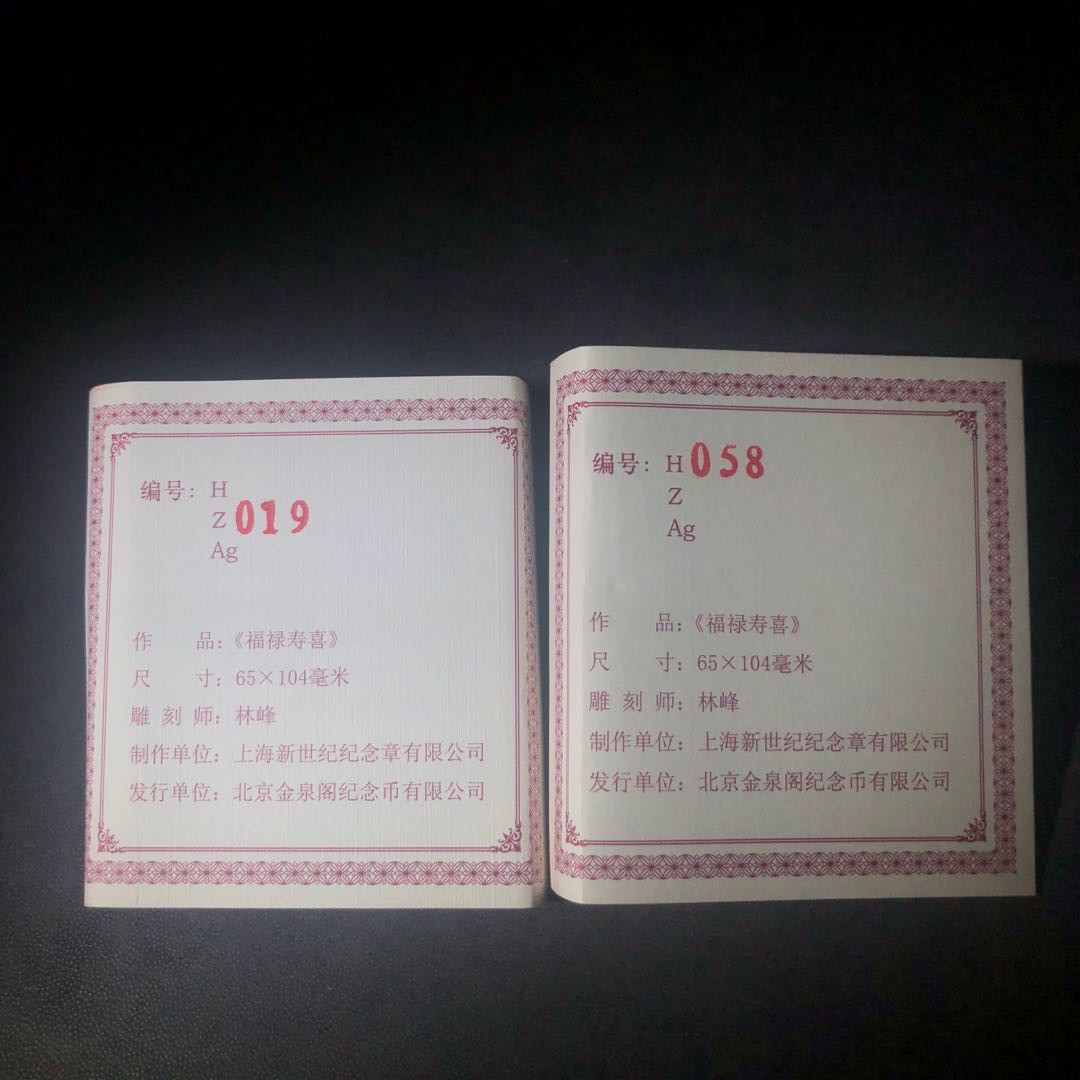 编号：H
Z 019
Ag
作 品：《福禄寿喜》
尺 寸：65×104毫米
雕 刻 师：林峰
制作单位：上海新世纪纪念章有限公司
发行单位：北京金泉阁纪念币有限公司
编号：H 058
Z
Ag
作 品：《福禄寿喜》
尺 寸：65×104毫米
雕 刻 师：林峰
制作单位：上海新世纪纪念章有限公司
发行单位：北京金泉阁纪念币有限公司